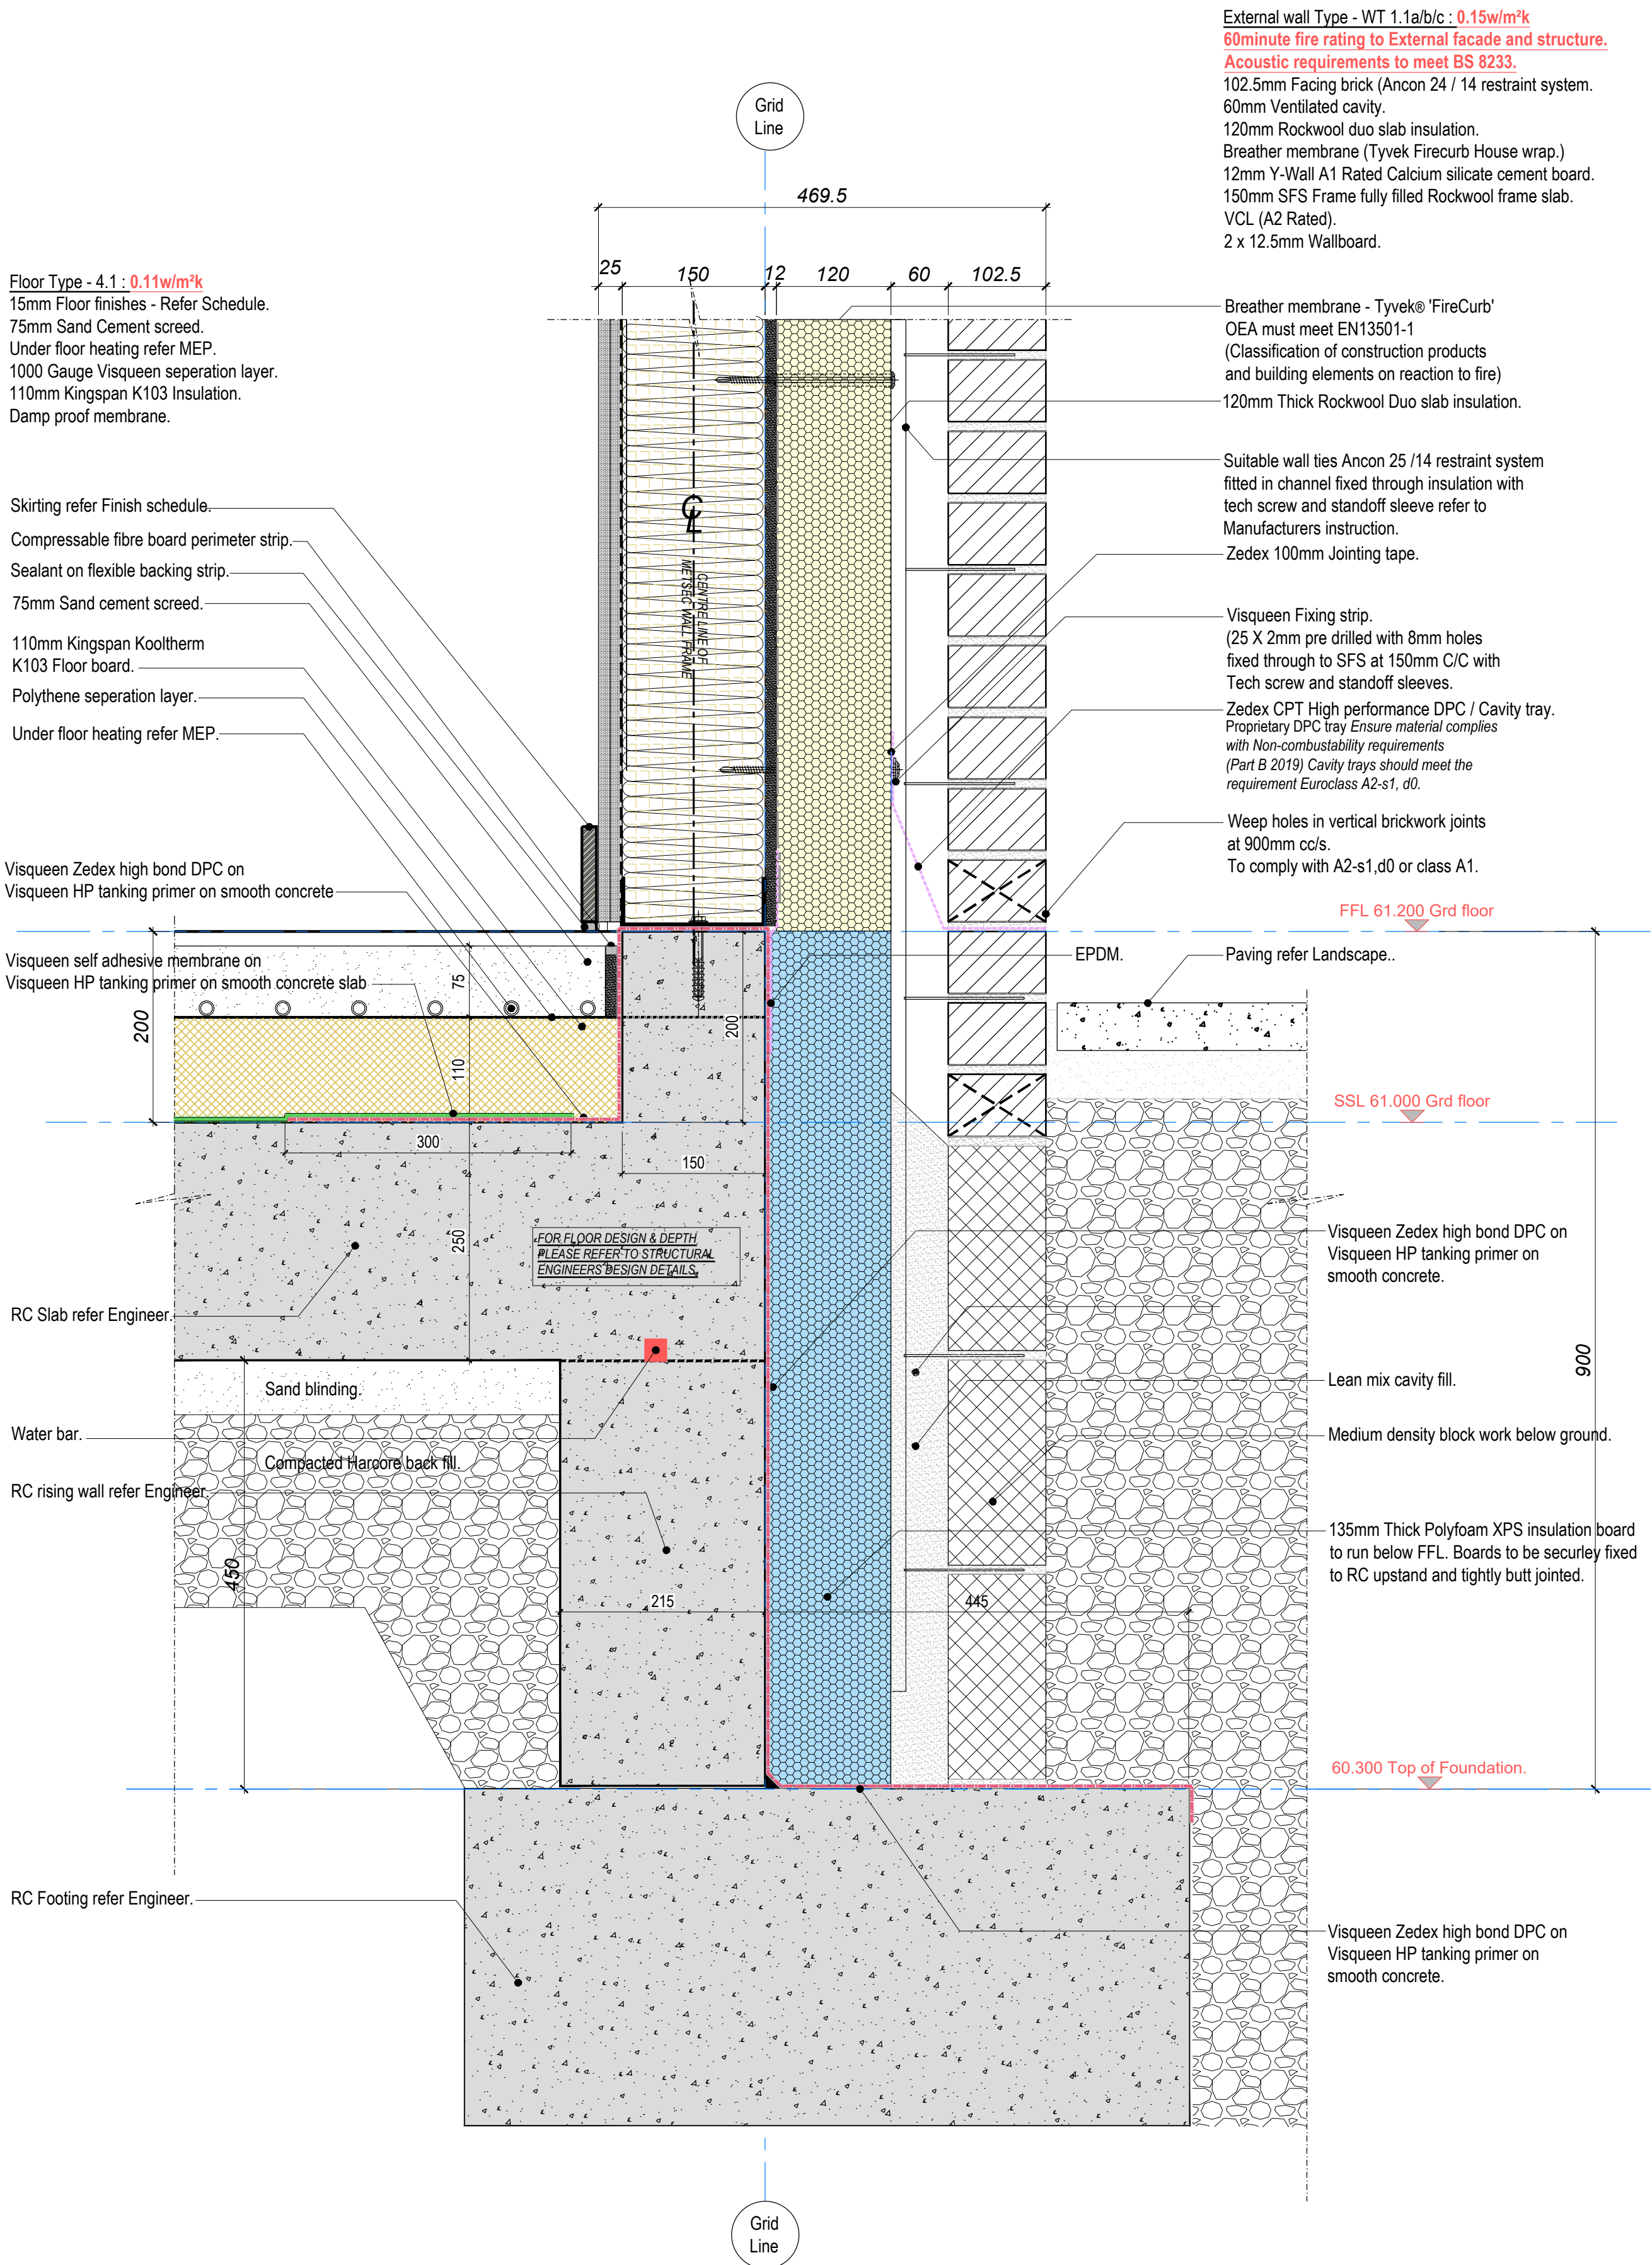 External wall Type - WT 1.1a/b/c : 0.15w/m²k
60minute fire rating to External facade and structure.
Acoustic requirements to meet BS 8233.
102.5mm Facing brick (Ancon 24 / 14 restraint system.
60mm Ventilated cavity.
120mm Rockwool duo slab insulation.
Breather membrane (Tyvek Firecurb House wrap.)
12mm Y-Wall A1 Rated Calcium silicate cement board.
150mm SFS Frame fully filled Rockwool frame slab.
VCL (A2 Rated).
2 x 12.5mm Wallboard.
Grid
Line
469.5
25
150
12
120
60
102.5
Floor Type - 4.1 : 0.11w/m²k
15mm Floor finishes - Refer Schedule.
75mm Sand Cement screed.
Under floor heating refer MEP.
1000 Gauge Visqueen seperation layer.
110mm Kingspan K103 Insulation.
Damp proof membrane.
Skirting refer Finish schedule.
Compressable fibre board perimeter strip.
Sealant on flexible backing strip.
75mm Sand cement screed.
110mm Kingspan Kooltherm
K103 Floor board.
Polythene seperation layer.
Under floor heating refer MEP.
Visqueen Zedex high bond DPC on
Visqueen HP tanking primer on smooth concrete
Visqueen self adhesive membrane on
Visqueen HP tanking primer on smooth concrete slab
CL
CENTRE LINE OF
METSEC WALL FRAME
Breather membrane - Tyvek® 'FireCurb'
OEA must meet EN13501-1
(Classification of construction products
and building elements on reaction to fire)
120mm Thick Rockwool Duo slab insulation.
Suitable wall ties Ancon 25 /14 restraint system
fitted in channel fixed through insulation with
tech screw and standoff sleeve refer to
Manufacturers instruction.
Zedex 100mm Jointing tape.
Visqueen Fixing strip.
(25 X 2mm pre drilled with 8mm holes
fixed through to SFS at 150mm C/C with
Tech screw and standoff sleeves.
Zedex CPT High performance DPC / Cavity tray.
Proprietary DPC tray Ensure material complies
with Non-combustability requirements
(Part B 2019) Cavity trays should meet the
requirement Euroclass A2-s1, d0.
Weep holes in vertical brickwork joints
at 900mm cc/s.
To comply with A2-s1,d0 or class A1.
FFL 61.200 Grd floor
EPDM.
Paving refer Landscape..
200
75
110
200
SSL 61.000 Grd floor
300
150
250
FOR FLOOR DESIGN & DEPTH
PLEASE REFER TO STRUCTURAL
ENGINEERS DESIGN DETAILS.
RC Slab refer Engineer.
Sand blinding.
Water bar.
Compacted Harcore back fill.
RC rising wall refer Engineer.
450
215
445
900
Visqueen Zedex high bond DPC on
Visqueen HP tanking primer on
smooth concrete.
Lean mix cavity fill.
Medium density block work below ground.
135mm Thick Polyfoam XPS insulation board
to run below FFL. Boards to be securley fixed
to RC upstand and tightly butt jointed.
60.300 Top of Foundation.
RC Footing refer Engineer.
Visqueen Zedex high bond DPC on
Visqueen HP tanking primer on
smooth concrete.
Grid
Line